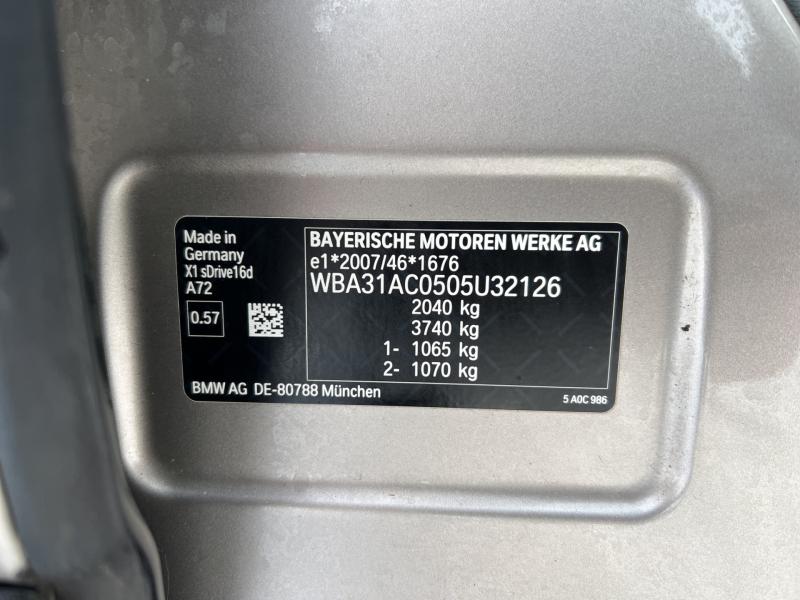 Made in
Germany
X1 sDrive16d
A72
0.57
BAYERISCHE MOTOREN WERKE AG
e1*2007/46*1676
WBA31AC0505U32126
2040 kg
3740 kg
1- 1065 kg
2- 1070 kg
BMW AG DE-80788 München
5 A0C 986